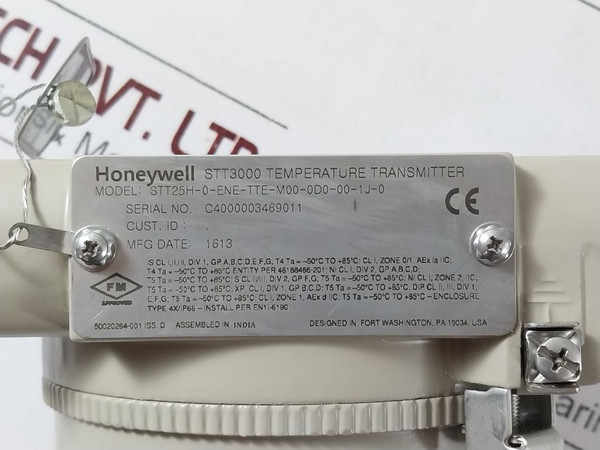 TECH PVT. LTD
Honeywell STT3000 TEMPERATURE TRANSMITTER
MODEL: STT25H-0-ENE-TTE-M00-0D0-00-1J-0
SERIAL NO. C4000003469011
CE
CUST. ID :
MFG DATE: 1613
IS CL I,II,III, DIV 1, GP A,B,C,D,E,F,G, T4 Ta = -50°C TO +85°C: CL I, ZONE 0/1, AEx ia IIC,
T4 Ta = -50°C TO +85°C ENTITY PER 46188466-201; NI CL I, DIV 2, GP A,B,C,D,
T5 Ta = -50°C TO +85°C; S CL II/III, DIV 2, GP F,G, T5 Ta = -50°C TO +85°C; NI CL I, ZONE 2, IIC,
T5 Ta = -50°C TO +85°C, XP CL I, DIV 1, GP B,C,D: T5 Ta = -50°C TO +85°C, DIP CL II, III, DIV 1,
E,F,G, T5 Ta = -50°C TO +85°C: CL I, ZONE 1, AEx d IIC, T5 Ta = -50°C TO +85°C - ENCLOSURE
TYPE 4X/IP66 - INSTALL PER EN1I-6190
FM
APPROVED
50020264-001 ISS. D ASSEMBLED IN INDIA DESIGNED IN FORT WASHINGTON, PA 19034, USA